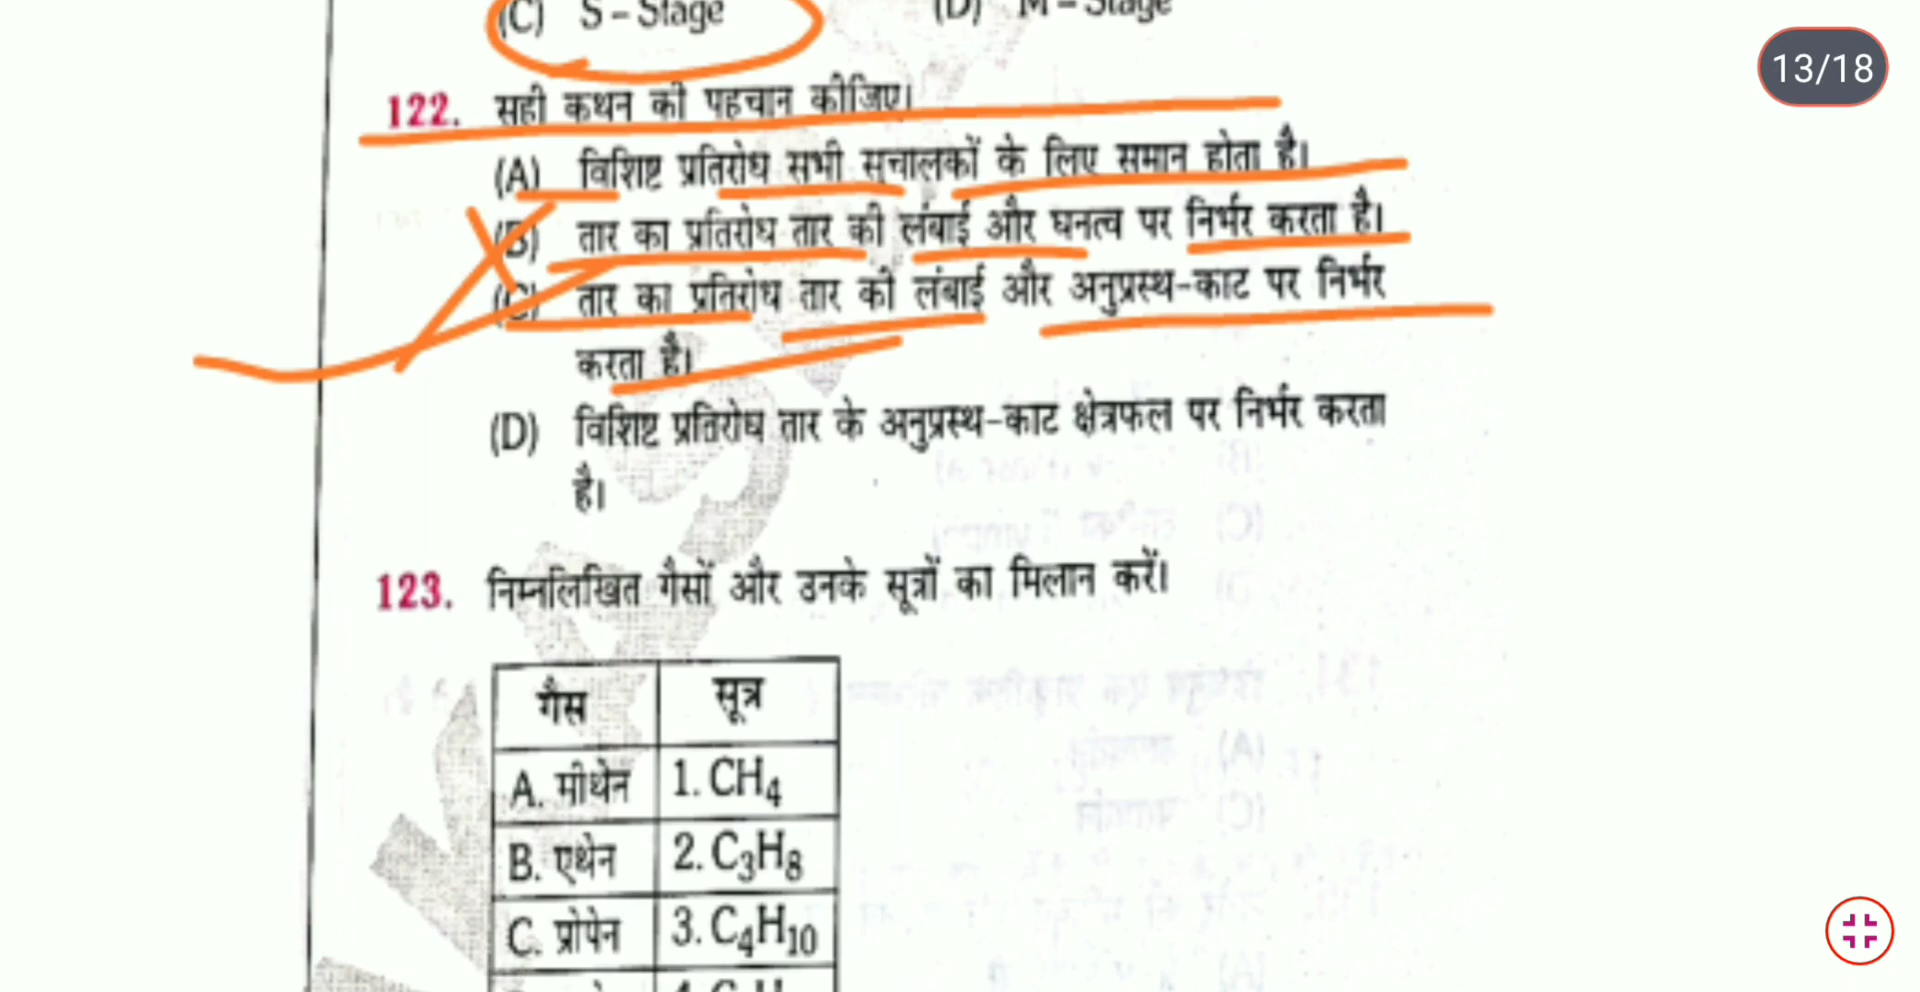 (C) S – Stage (D) M – Stage
13/18
122. सही कथन की पहचान कीजिए।
(A) विशिष्ट प्रतिरोध सभी सुचालकों के लिए समान होता है।
(B) तार का प्रतिरोध तार की लंबाई और घनत्व पर निर्भर करता है।
(C) तार का प्रतिरोध तार की लंबाई और अनुप्रस्थ-काट पर निर्भर
करता है।
(D) विशिष्ट प्रतिरोध तार के अनुप्रस्थ-काट क्षेत्रफल पर निर्भर करता
है।
123. निम्नलिखित गैसों और उनके सूत्रों का मिलान करें।
गैस सूत्र
A. मीथेन 1. CH4
B. एथेन 2. C3H8
C. प्रोपेन 3. C4H10